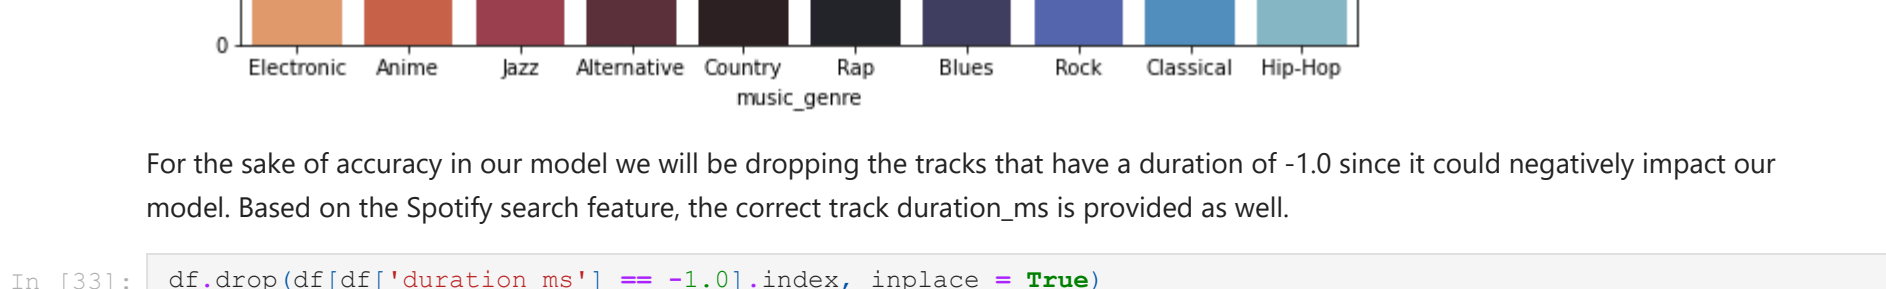 0
Electronic Anime Jazz Alternative Country Rap Blues Rock Classical Hip-Hop
music_genre
For the sake of accuracy in our model we will be dropping the tracks that have a duration of -1.0 since it could negatively impact our
model. Based on the Spotify search feature, the correct track duration_ms is provided as well.
In [33]: df.drop(df[df['duration_ms'] == -1.0].index, inplace = True)